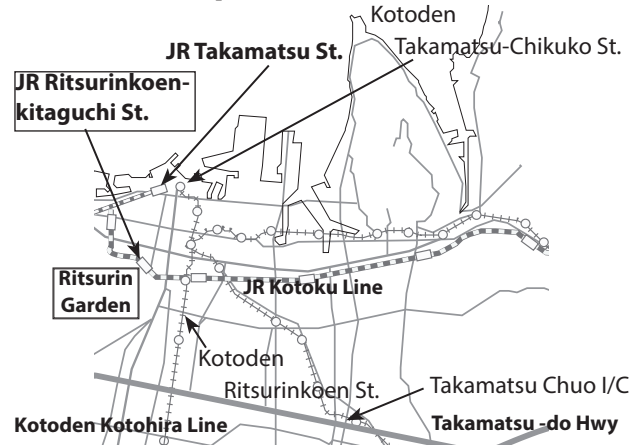 Kotoden
Takamatsu-Chikuko St.
JR Takamatsu St.
JR Ritsurinkoen-
kitaguchi St.
Ritsurin
Garden
JR Kotoku Line
Kotoden
Ritsurinkoen St.
Takamatsu Chuo I/C
Kotoden Kotohira Line
Takamatsu -do Hwy